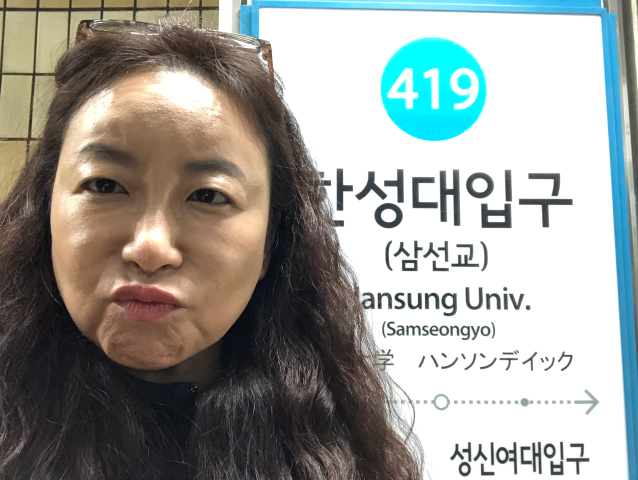 419
한성대입구
(삼선교)
Hansung Univ.
(Samseongyo)
学 ハンソンデイック
성신여대입구